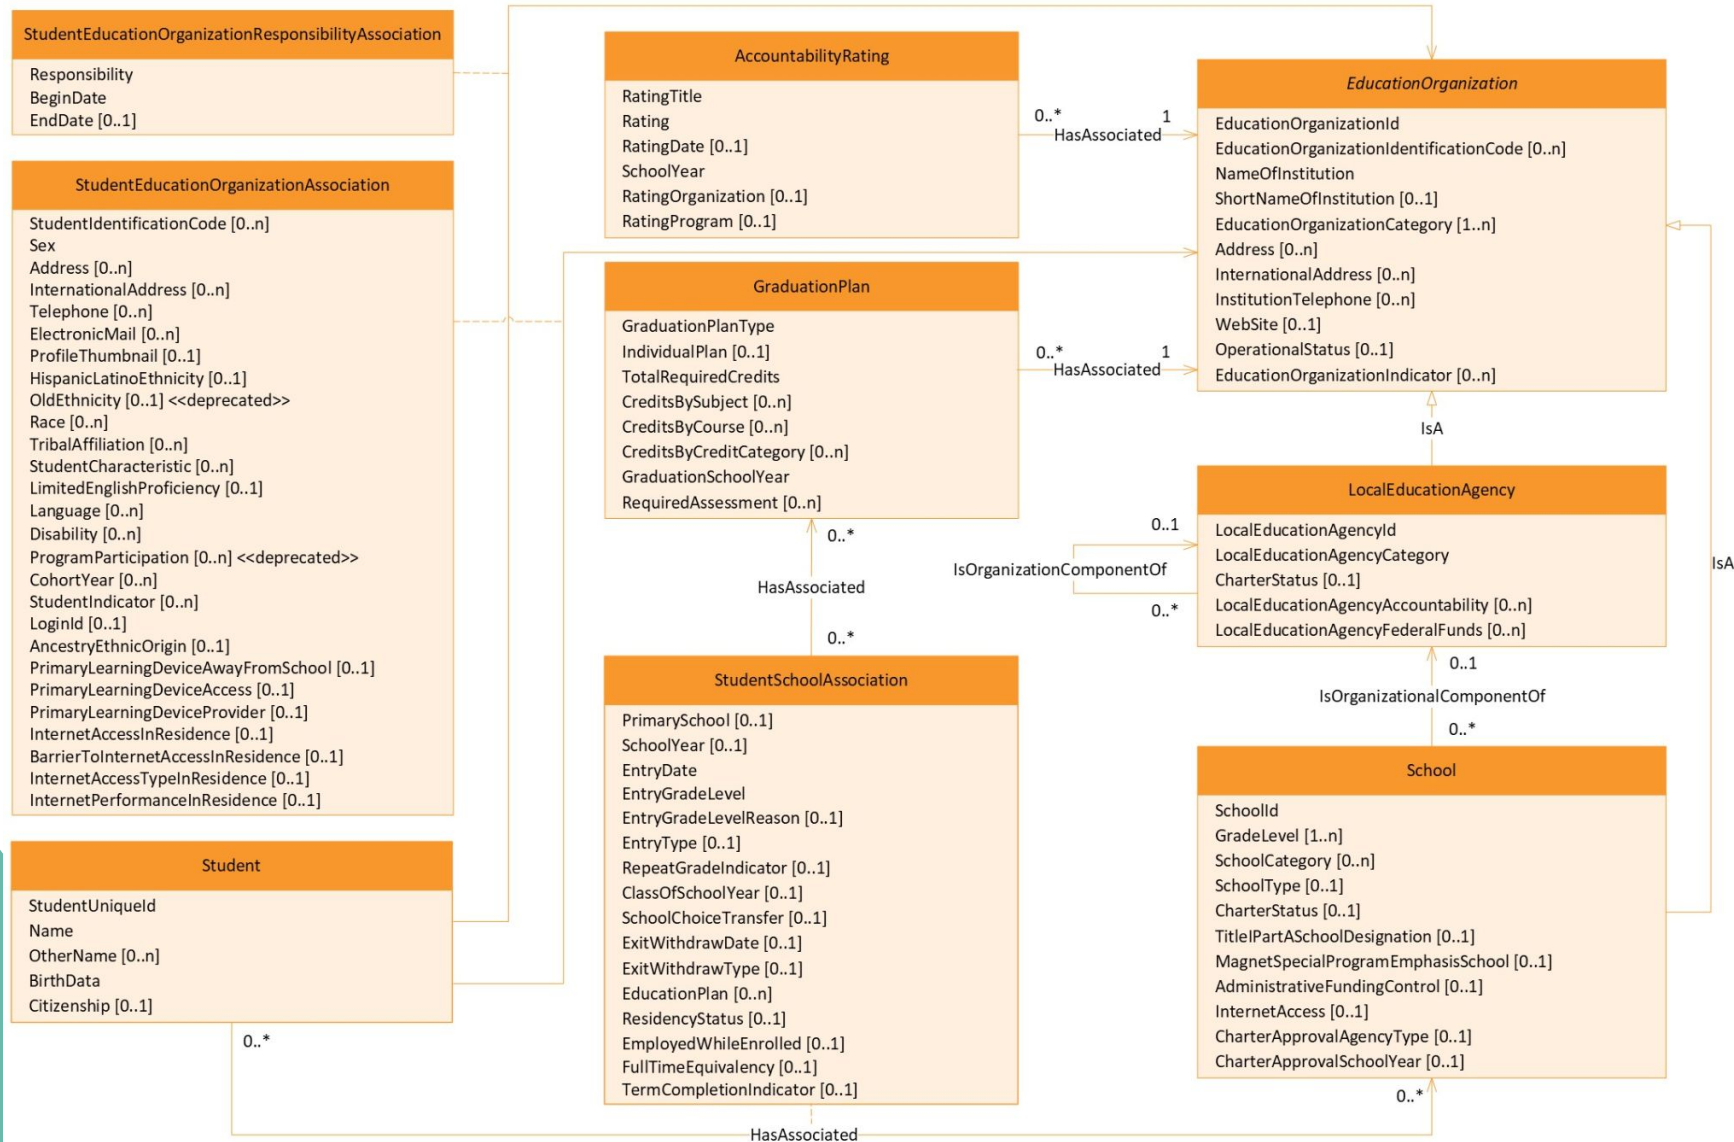 StudentEducationOrganizationResponsibilityAssociation
Responsibility
BeginDate
EndDate [0..1]
StudentEducationOrganizationAssociation
StudentIdentificationCode [0..n]
Sex
Address [0..n]
InternationalAddress [0..n]
Telephone [0..n]
ElectronicMail [0..n]
ProfileThumbnail [0..1]
HispanicLatinoEthnicity [0..1]
OldEthnicity [0..1] <<deprecated>>
Race [0..n]
TribalAffiliation [0..n]
StudentCharacteristic [0..n]
LimitedEnglishProficiency [0..1]
Language [0..n]
Disability [0..n]
ProgramParticipation [0..n] <<deprecated>>
CohortYear [0..n]
StudentIndicator [0..n]
LoginId [0..1]
AncestryEthnicOrigin [0..1]
PrimaryLearningDeviceAwayFromSchool [0..1]
PrimaryLearningDeviceAccess [0..1]
PrimaryLearningDeviceProvider [0..1]
InternetAccessInResidence [0..1]
BarrierToInternetAccessInResidence [0..1]
InternetAccessTypeInResidence [0..1]
InternetPerformanceInResidence [0..1]
Student
StudentUniqueId
Name
OtherName [0..n]
BirthData
Citizenship [0..1]
0..*
AccountabilityRating
RatingTitle
Rating
RatingDate [0..1]
SchoolYear
RatingOrganization [0..1]
RatingProgram [0..1]
0..* 1
HasAssociated
GraduationPlan
GraduationPlanType
IndividualPlan [0..1]
TotalRequiredCredits
CreditsBySubject [0..n]
CreditsByCourse [0..n]
CreditsByCreditCategory [0..n]
GraduationSchoolYear
RequiredAssessment [0..n]
0..* 1
HasAssociated
0..*
HasAssociated
0..*
StudentSchoolAssociation
PrimarySchool [0..1]
SchoolYear [0..1]
EntryDate
EntryGradeLevel
EntryGradeLevelReason [0..1]
EntryType [0..1]
RepeatGradeIndicator [0..1]
ClassOfSchoolYear [0..1]
SchoolChoiceTransfer [0..1]
ExitWithdrawDate [0..1]
ExitWithdrawType [0..1]
EducationPlan [0..n]
ResidencyStatus [0..1]
EmployedWhileEnrolled [0..1]
FullTimeEquivalency [0..1]
TermCompletionIndicator [0..1]
HasAssociated
EducationOrganization
EducationOrganizationId
EducationOrganizationIdentificationCode [0..n]
NameOfInstitution
ShortNameOfInstitution [0..1]
EducationOrganizationCategory [1..n]
Address [0..n]
InternationalAddress [0..n]
InstitutionTelephone [0..n]
WebSite [0..1]
OperationalStatus [0..1]
EducationOrganizationIndicator [0..n]
IsA
LocalEducationAgency
LocalEducationAgencyId
LocalEducationAgencyCategory
CharterStatus [0..1]
LocalEducationAgencyAccountability [0..n]
LocalEducationAgencyFederalFunds [0..n]
0..1
IsOrganizationComponentOf
0..*
IsA
0..1
IsOrganizationalComponentOf
0..*
School
SchoolId
GradeLevel [1..n]
SchoolCategory [0..n]
SchoolType [0..1]
CharterStatus [0..1]
TitleIPartASchoolDesignation [0..1]
MagnetSpecialProgramEmphasisSchool [0..1]
AdministrativeFundingControl [0..1]
InternetAccess [0..1]
CharterApprovalAgencyType [0..1]
CharterApprovalSchoolYear [0..1]
0..*